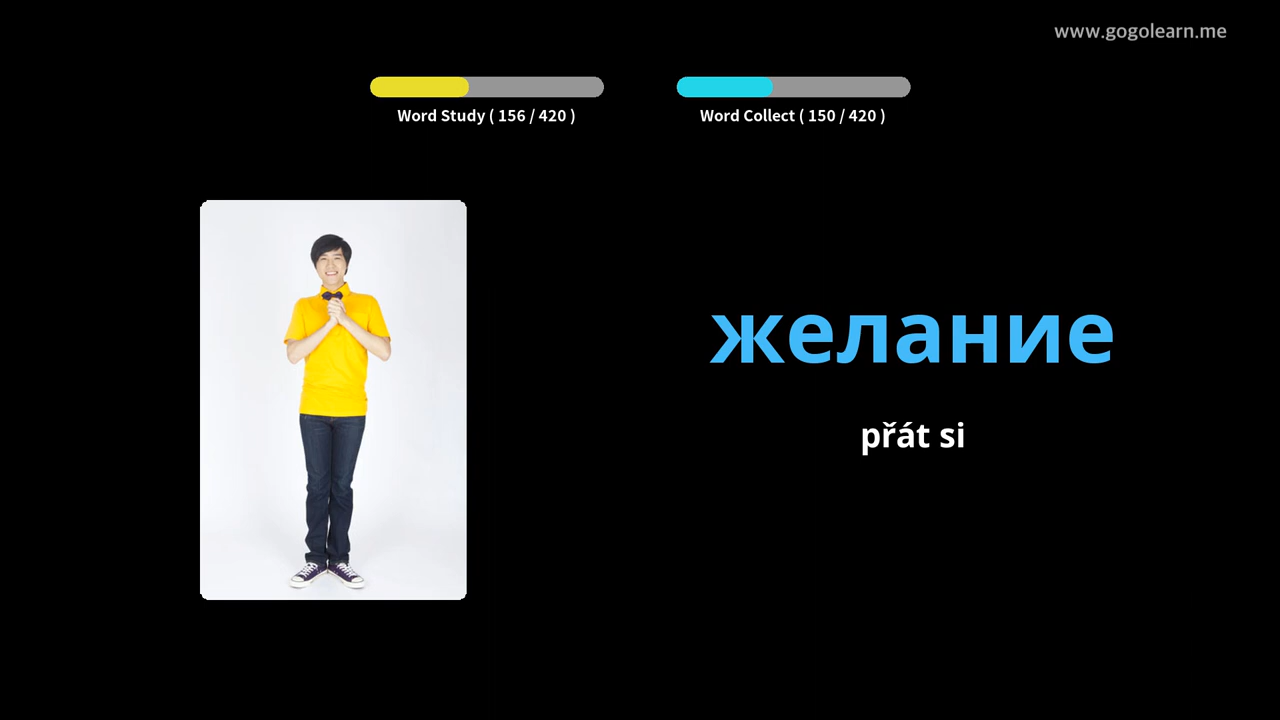 www.gogolearn.me
Word Study ( 156 / 420 )
Word Collect ( 150 / 420 )
желание
přát si